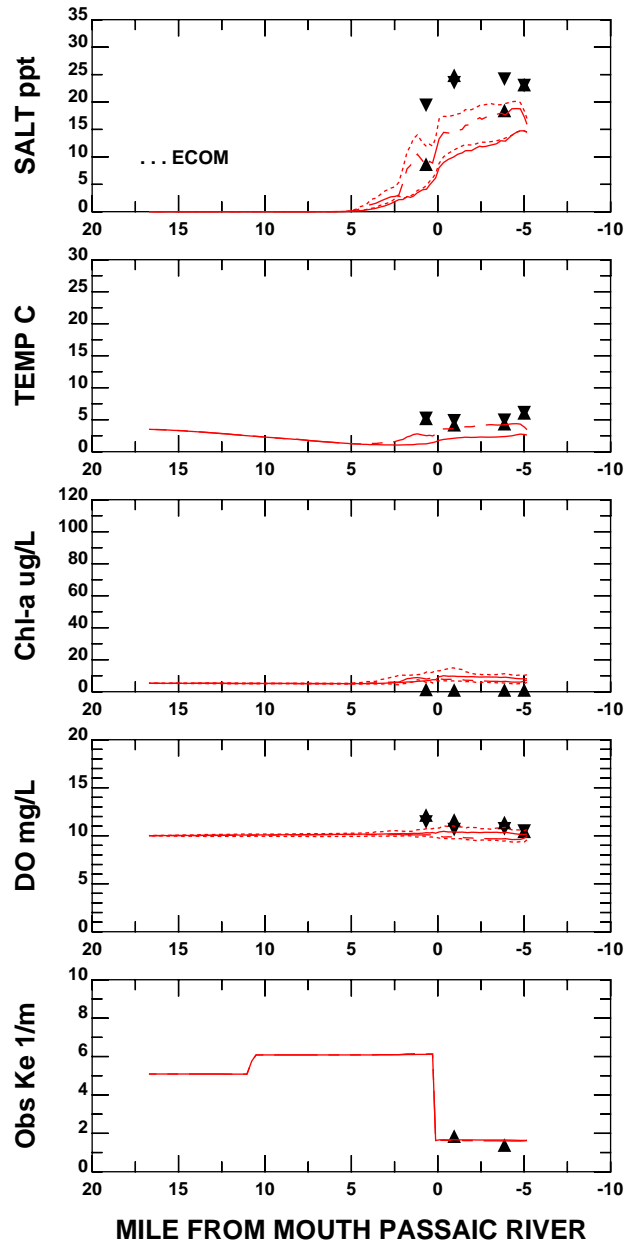 35
30
25
20
15
10
5
0
SALT ppt
. . . ECOM
20 15 10 5 0 -5 -10
30
25
20
15
10
5
0
TEMP C
20 15 10 5 0 -5 -10
120
100
80
60
40
20
0
Chl-a ug/L
20 15 10 5 0 -5 -10
20
15
10
5
0
DO mg/L
20 15 10 5 0 -5 -10
10
8
6
4
2
0
Obs Ke 1/m
20 15 10 5 0 -5 -10
MILE FROM MOUTH PASSAIC RIVER